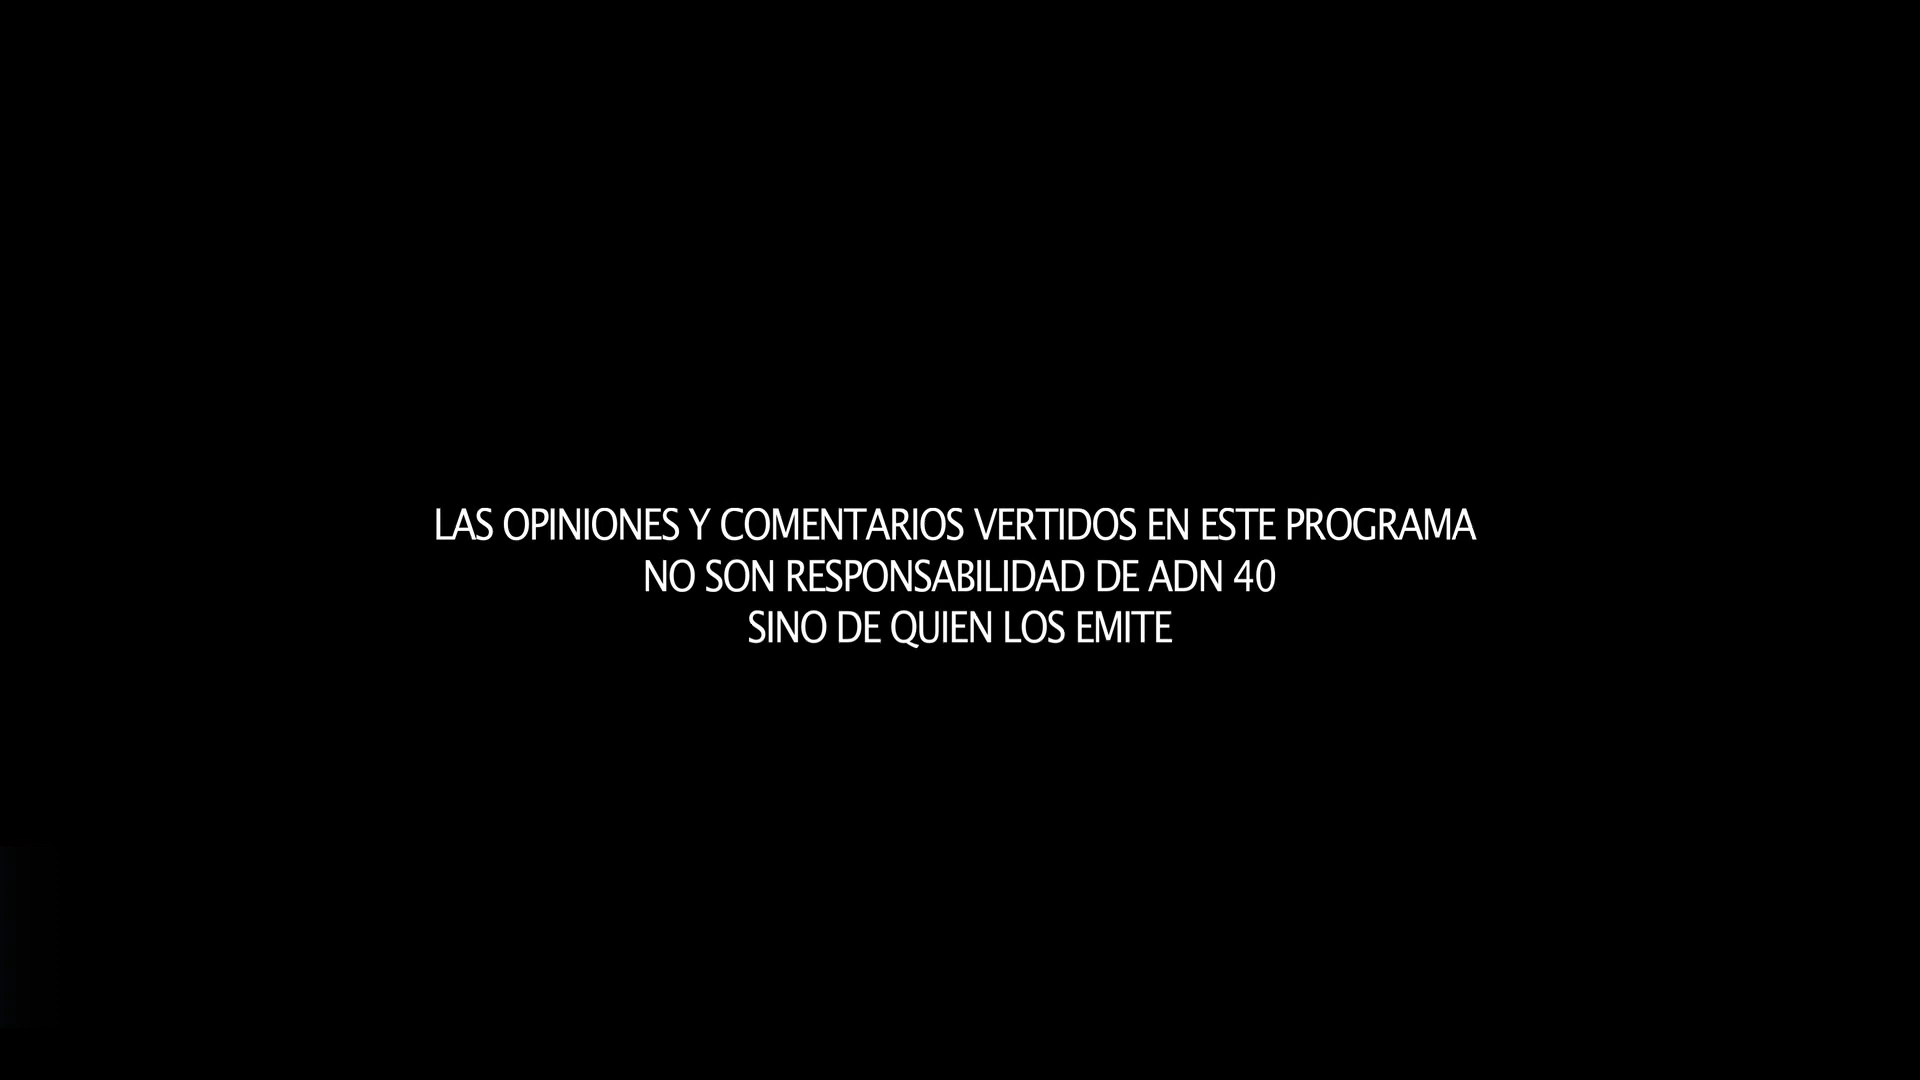 LAS OPINIONES Y COMENTARIOS VERTIDOS EN ESTE PROGRAMA
NO SON RESPONSABILIDAD DE ADN 40
SINO DE QUIEN LOS EMITE